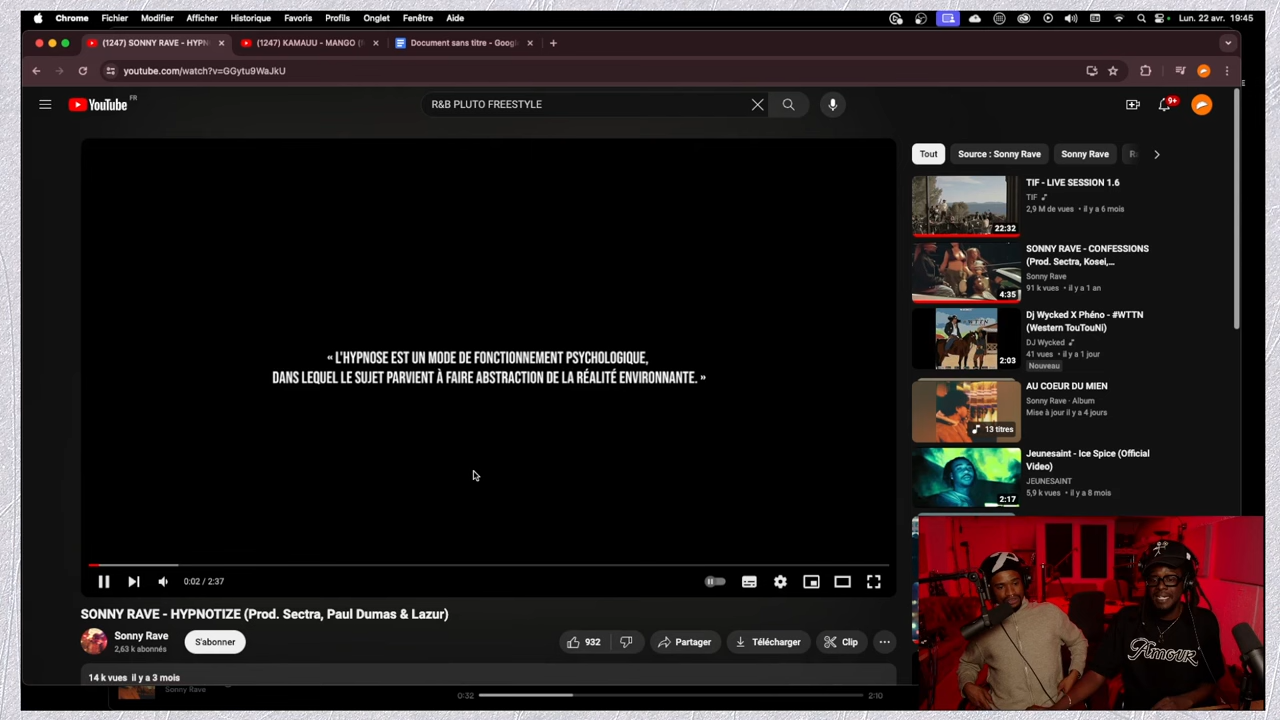 Chrome Fichier Modifier Afficher Historique Favoris Profils Onglet Fenêtre Aide Lun. 22 avr. 19:45
(1247) SONNY RAVE - HYPN (1247) KAMAUU - MANGO ( Document sans titre - Goog
youtube.com/watch?v=GGytu9WaJkU
YouTube FR R&B PLUTO FREESTYLE 9+
Tout Source : Sonny Rave Sonny Rave
TIF - LIVE SESSION 1.6
TIF
2,9 M de vues • il y a 6 mois
22:32
SONNY RAVE - CONFESSIONS
(Prod. Sectra, Kosei,...
Sonny Rave
91 k vues • il y a 1 an
4:35
Dj Wycked X Phéno - #WTTN
(Western TouTouNi)
DJ Wycked
41 vues • il y a 1 jour
Nouveau
2:03
AU COEUR DU MIEN
Sonny Rave · Album
Mise à jour il y a 4 jours
13 titres
Jeunesaint - Ice Spice (Official
Video)
JEUNESAINT
5,9 k vues • il y a 8 mois
2:17
« L'HYPNOSE EST UN MODE DE FONCTIONNEMENT PSYCHOLOGIQUE,
DANS LEQUEL LE SUJET PARVIENT À FAIRE ABSTRACTION DE LA RÉALITÉ ENVIRONNANTE. »
0:02 / 2:37
SONNY RAVE - HYPNOTIZE (Prod. Sectra, Paul Dumas & Lazur)
Sonny Rave
2,63 k abonnés
S'abonner
932 Partager Télécharger Clip
14 k vues il y a 3 mois
Sonny Rave
0:32 2:10
Amour